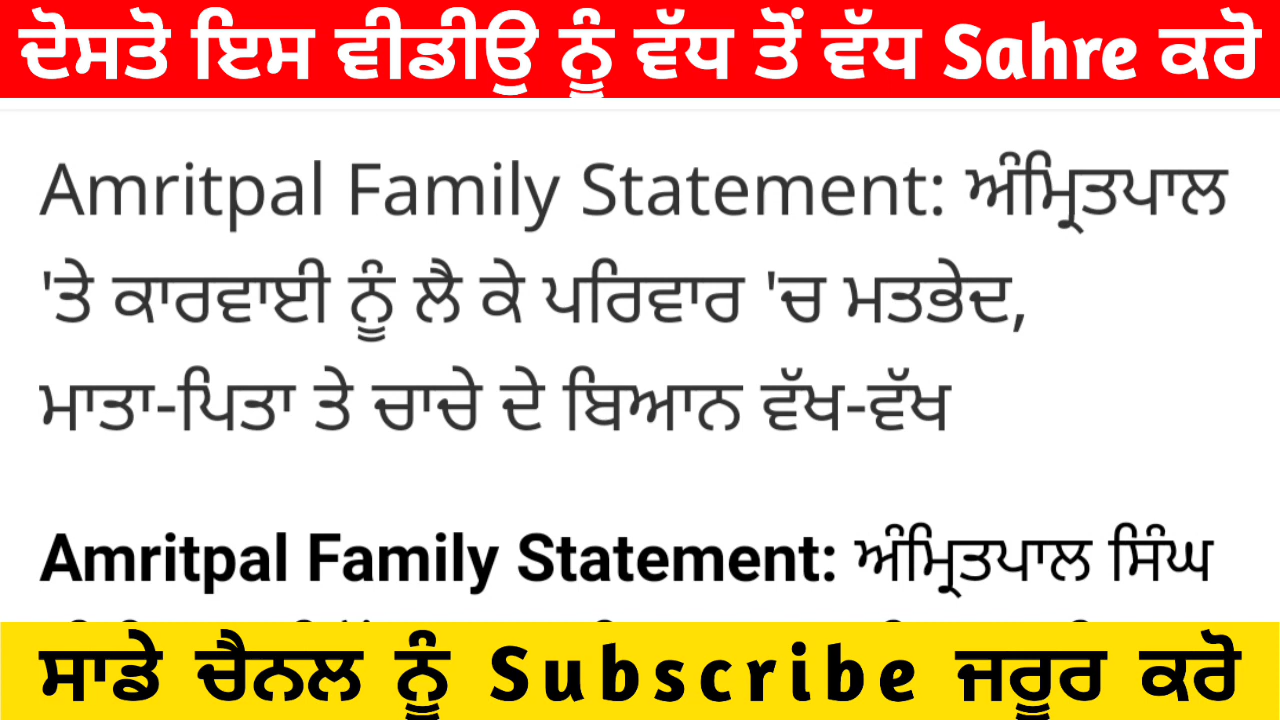 ਦੋਸਤੋ ਇਸ ਵੀਡੀਉ ਨੂੰ ਵੱਧ ਤੋਂ ਵੱਧ Sahre ਕਰੋ
Amritpal Family Statement: ਅੰਮ੍ਰਿਤਪਾਲ
'ਤੇ ਕਾਰਵਾਈ ਨੂੰ ਲੈ ਕੇ ਪਰਿਵਾਰ 'ਚ ਮਤਭੇਦ,
ਮਾਤਾ-ਪਿਤਾ ਤੇ ਚਾਚੇ ਦੇ ਬਿਆਨ ਵੱਖ-ਵੱਖ
Amritpal Family Statement: ਅੰਮ੍ਰਿਤਪਾਲ ਸਿੰਘ
ਸਾਡੇ ਚੈਨਲ ਨੂੰ Subscribe ਜਰੂਰ ਕਰੋ